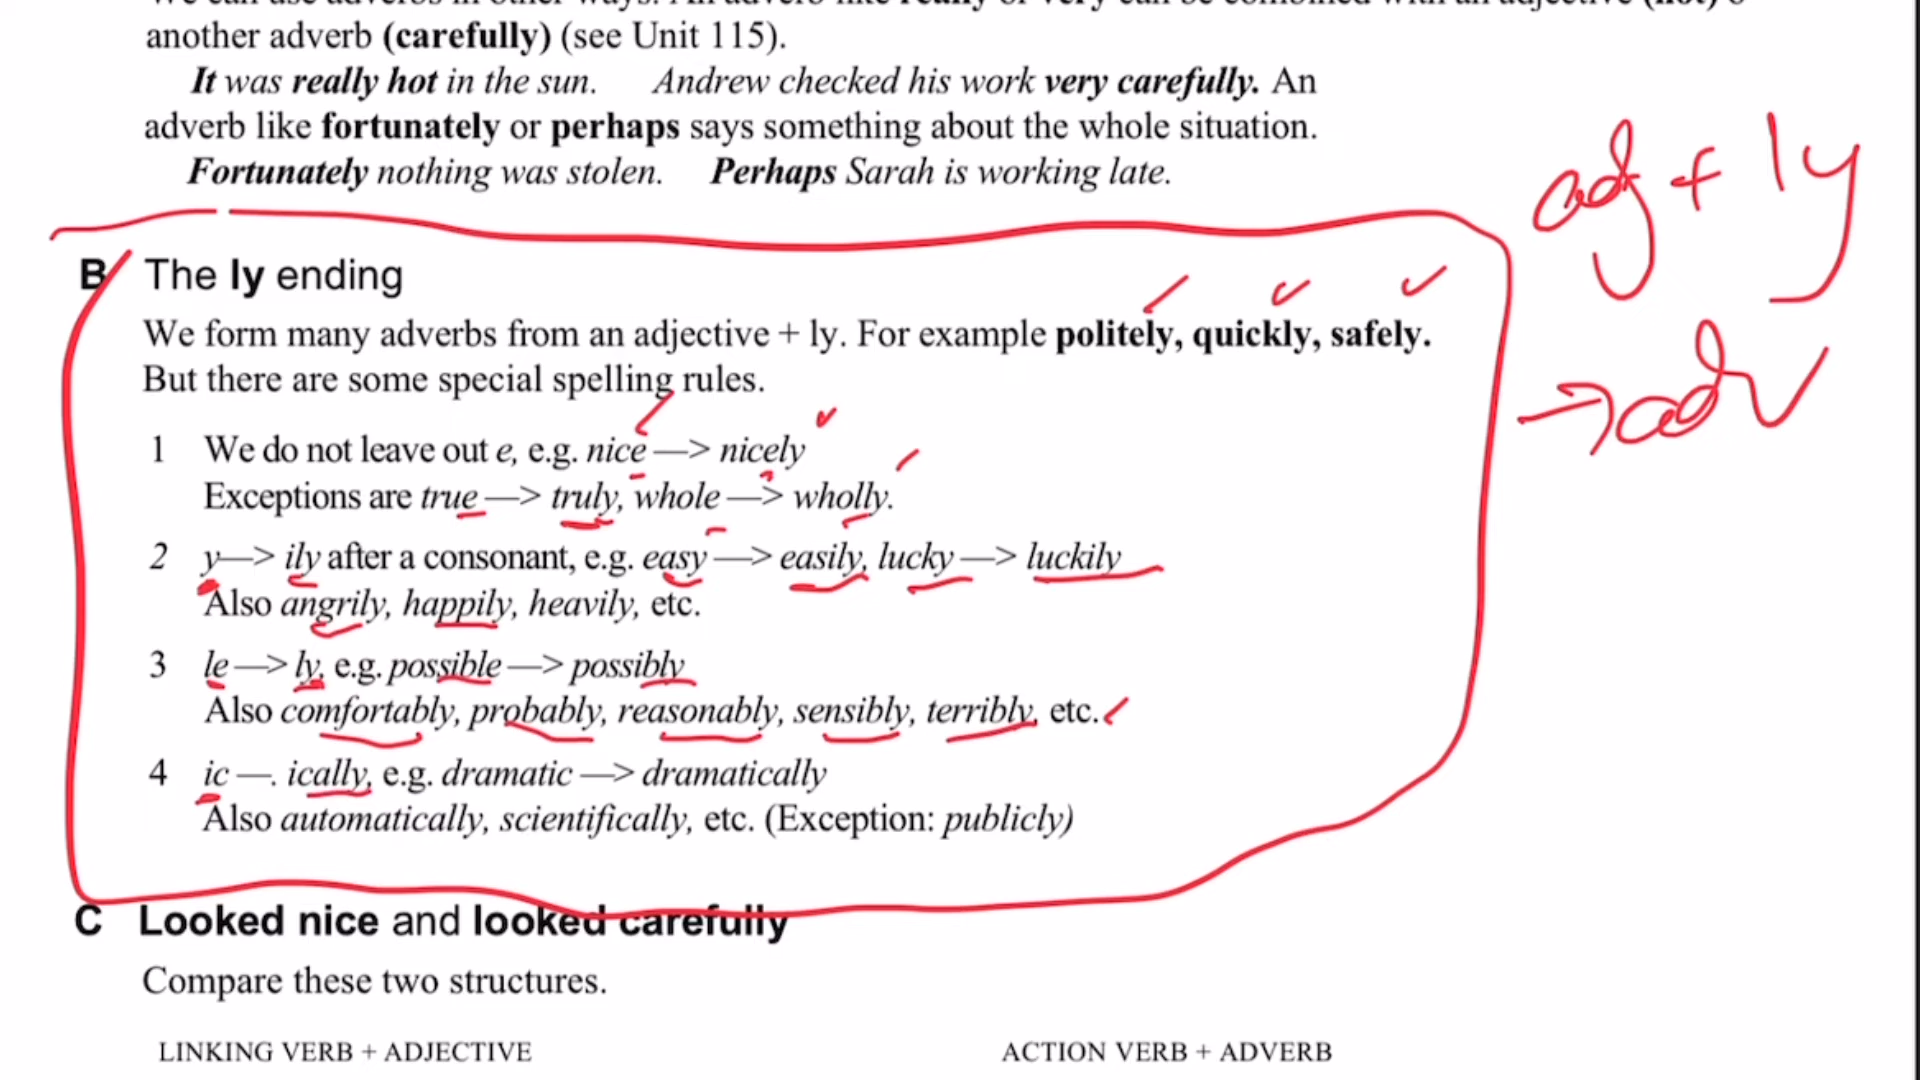 another adverb (carefully) (see Unit 115).
It was really hot in the sun. Andrew checked his work very carefully. An
adverb like fortunately or perhaps says something about the whole situation.
Fortunately nothing was stolen. Perhaps Sarah is working late.
adj + ly
→ adv
B The ly ending
We form many adverbs from an adjective + ly. For example politely, quickly, safely.
But there are some special spelling rules.
1 We do not leave out e, e.g. nice —> nicely
Exceptions are true —> truly, whole —> wholly.
2 y—> ily after a consonant, e.g. easy —> easily, lucky —> luckily
Also angrily, happily, heavily, etc.
3 le—> ly, e.g. possible —> possibly
Also comfortably, probably, reasonably, sensibly, terribly, etc.
4 ic —. ically, e.g. dramatic —> dramatically
Also automatically, scientifically, etc. (Exception: publicly)
C Looked nice and looked carefully
Compare these two structures.
LINKING VERB + ADJECTIVE ACTION VERB + ADVERB